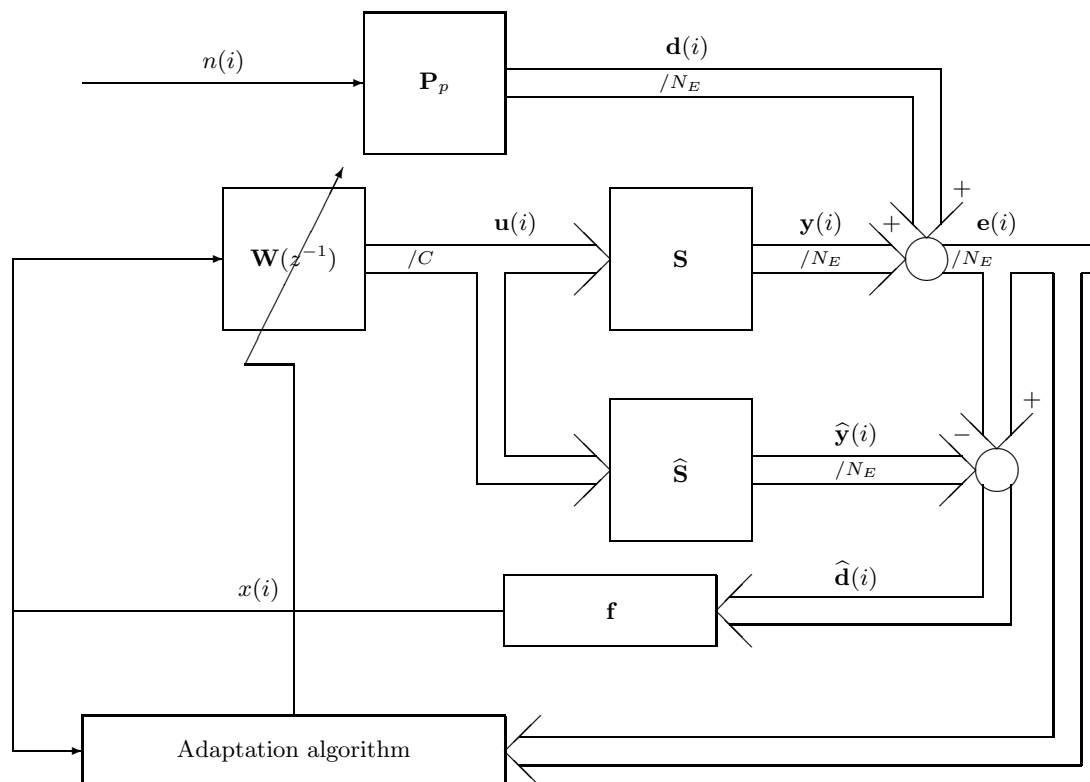 n(i)
𝐏_p
𝐝(i)
/N_E
𝐖(z^{-1})
𝐮(i)
/C
𝐒
𝐲(i)
/N_E
+
+
𝐞(i)
/N_E
𝐒̂
𝐲̂(i)
/N_E
−
+
𝐝̂(i)
x(i)
𝐟
Adaptation algorithm